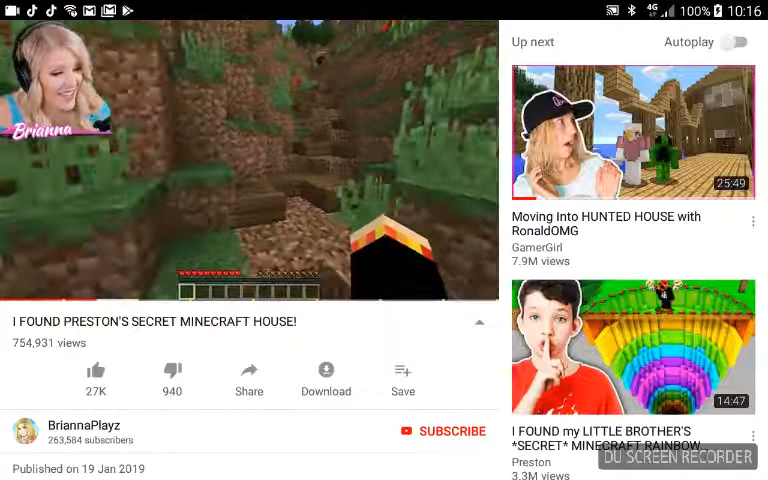 4G
100%
10:16
Brianna
Up next
Autoplay
25:49
Moving Into HUNTED HOUSE with
RonaldOMG
GamerGirl
7.9M views
I FOUND PRESTON'S SECRET MINECRAFT HOUSE!
754,931 views
27K
940
Share
Download
Save
BriannaPlayz
263,584 subscribers
SUBSCRIBE
Published on 19 Jan 2019
14:47
I FOUND my LITTLE BROTHER'S
*SECRET* MINECRAFT RAINBOW
Preston
3.3M views
DU SCREEN RECORDER